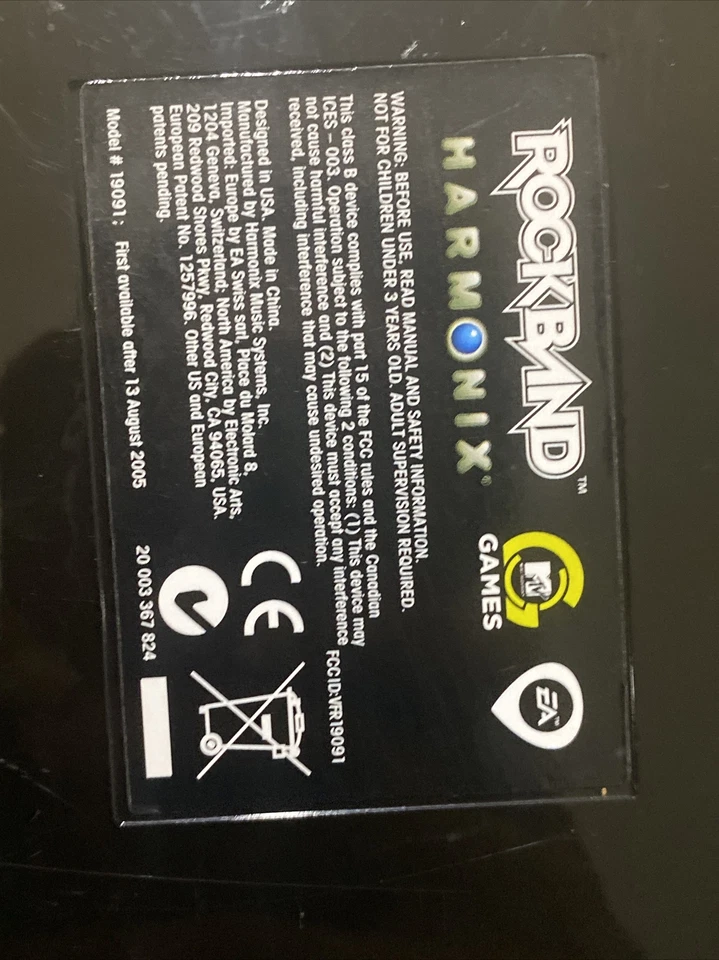 ROCKBAND™
HARMONIX®
MTV
GAMES
EA™
WARNING: BEFORE USE, READ MANUAL AND SAFETY INFORMATION.
NOT FOR CHILDREN UNDER 3 YEARS OLD. ADULT SUPERVISION REQUIRED.
This class B device complies with part 15 of the FCC rules and the Canadian
ICES – 003. Operation subject to the following 2 conditions: (1) This device may
not cause harmful interference and (2) This device must accept any interference
received, including interference that may cause undesired operation.
FCC ID:VFR19091
Designed in USA. Made in China.
Manufactured by Harmonix Music Systems, Inc.
Imported: Europe by EA Swiss sarl, Place du Molard 8,
1204 Geneva, Switzerland; North America by Electronic Arts,
209 Redwood Shores Pkwy, Redwood City, CA 94065, USA.
European Patent No. 1257996. Other US and European
patents pending.
CE
Model # 19091; First available after 13 August 2005
20 003 367 824